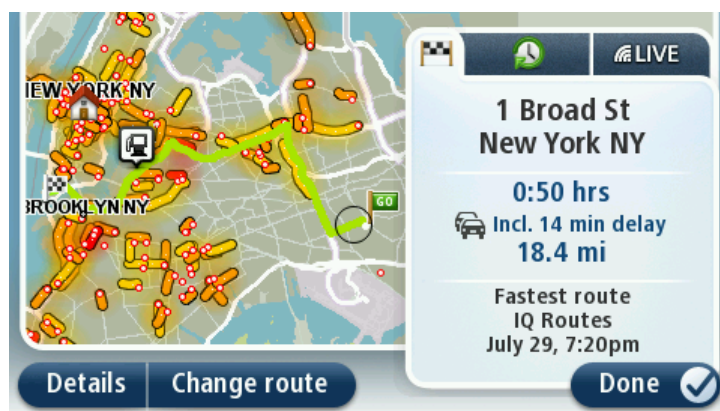 NEW YORK NY
BROOKLYN NY
GO
LIVE
1 Broad St
New York NY
0:50 hrs
Incl. 14 min delay
18.4 mi
Fastest route
IQ Routes
July 29, 7:20pm
Details
Change route
Done